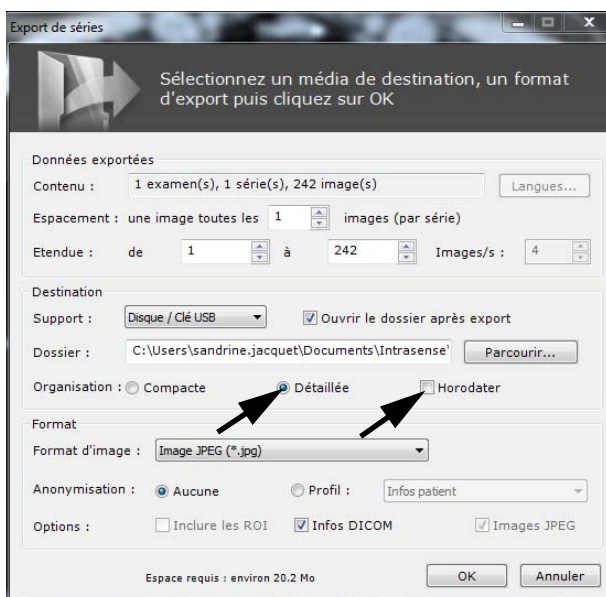 Export de séries
Sélectionnez un média de destination, un format
d'export puis cliquez sur OK
Données exportées
Contenu : 1 examen(s), 1 série(s), 242 image(s) Langues...
Espacement : une image toutes les 1 images (par série)
Etendue : de 1 à 242 Images/s : 4
Destination
Support : Disque / Clé USB Ouvrir le dossier après export
Dossier : C:\Users\sandrine.jacquet\Documents\Intrasense\ Parcourir...
Organisation : Compacte Détaillée Horodater
Format
Format d'image : Image JPEG (*.jpg)
Anonymisation : Aucune Profil : Infos patient
Options : Inclure les ROI Infos DICOM Images JPEG
Espace requis : environ 20.2 Mo OK Annuler